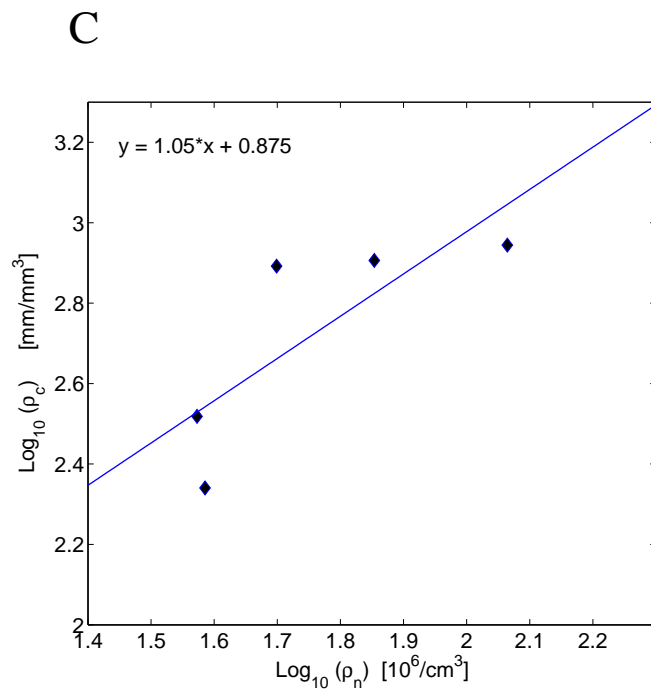 C
y = 1.05*x + 0.875
3.2
3
2.8
2.6
2.4
2.2
2
Log₁₀ (ρ_c) [mm/mm³]
1.4 1.5 1.6 1.7 1.8 1.9 2 2.1 2.2
Log₁₀ (ρₙ) [10⁶/cm³]